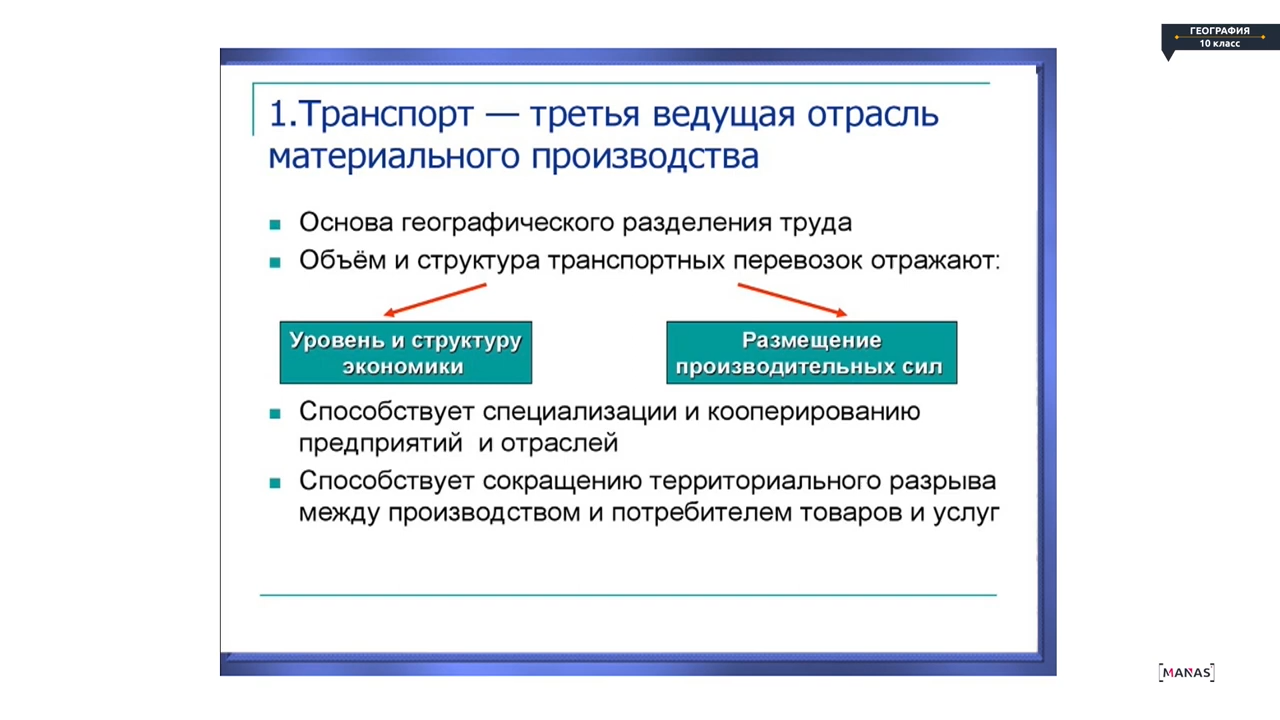 ГЕОГРАФИЯ
10 класс
1.Транспорт — третья ведущая отрасль
материального производства
Основа географического разделения труда
Объём и структура транспортных перевозок отражают:
Уровень и структуру
экономики
Размещение
производительных сил
Способствует специализации и кооперированию
предприятий и отраслей
Способствует сокращению территориального разрыва
между производством и потребителем товаров и услуг
[MANAS]